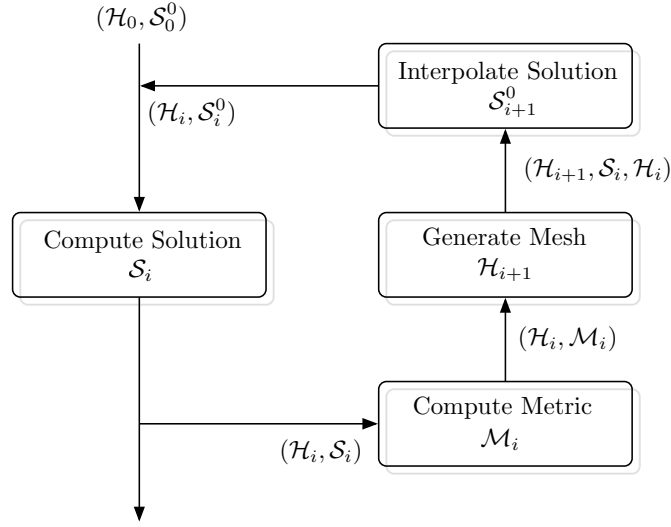 (ℋ₀, 𝒮₀⁰)
Interpolate Solution
𝒮ᵢ₊₁⁰
(ℋᵢ, 𝒮ᵢ⁰)
(ℋᵢ₊₁, 𝒮ᵢ, ℋᵢ)
Compute Solution
𝒮ᵢ
Generate Mesh
ℋᵢ₊₁
(ℋᵢ, ℳᵢ)
Compute Metric
ℳᵢ
(ℋᵢ, 𝒮ᵢ)